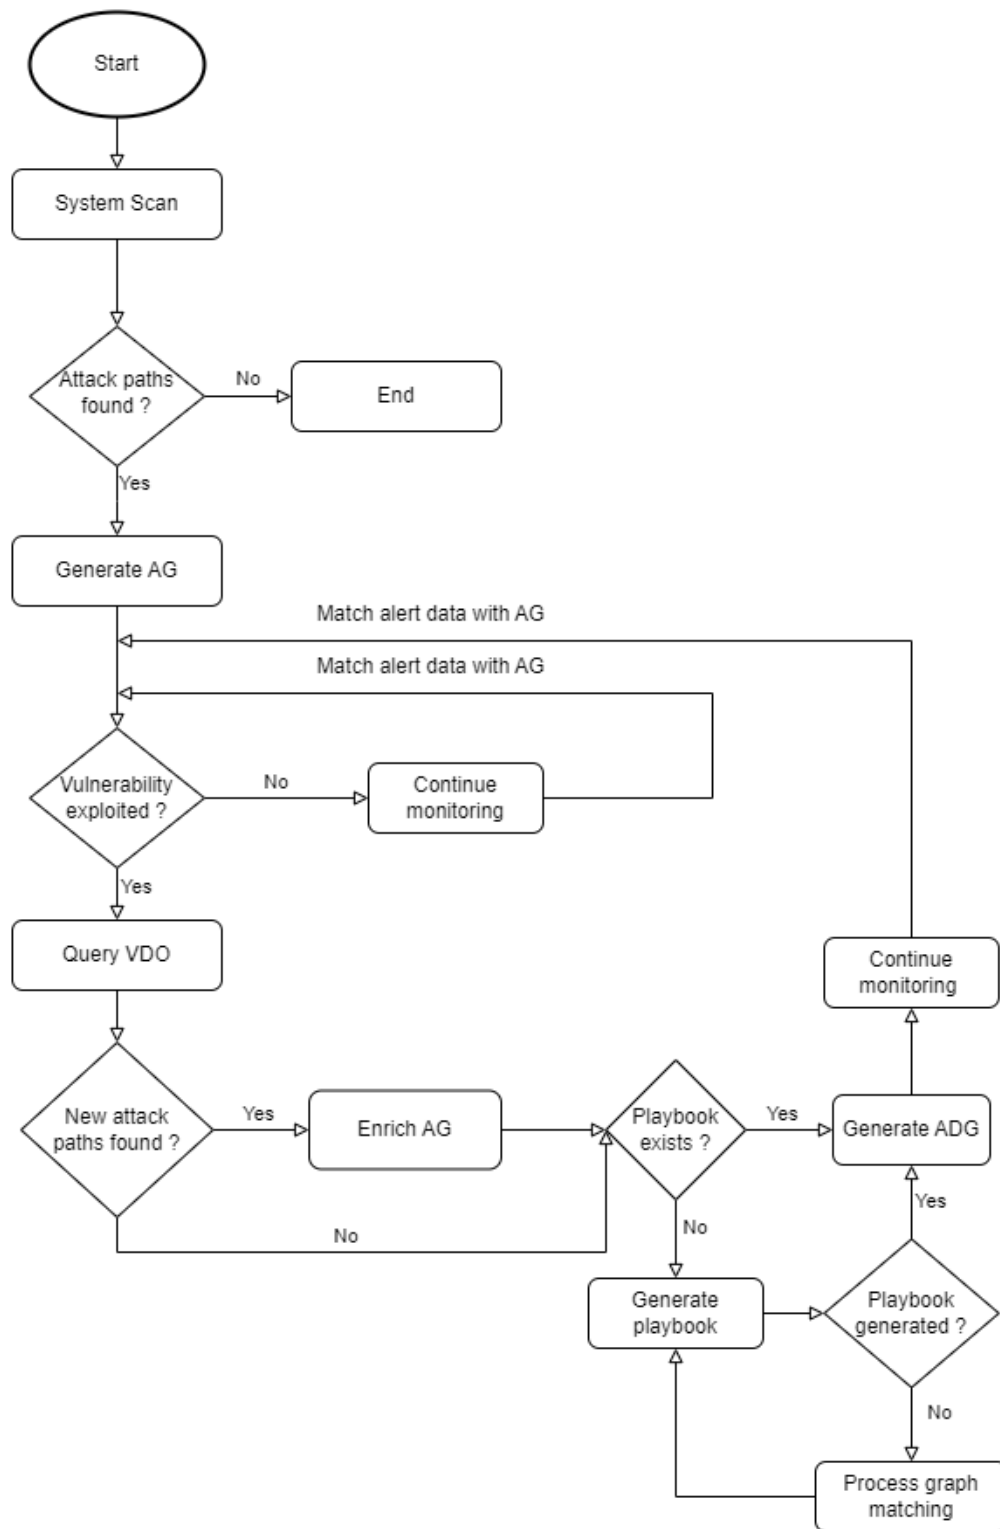 Start
System Scan
Attack paths
found ?
No
End
Yes
Generate AG
Match alert data with AG
Match alert data with AG
Vulnerability
exploited ?
No
Continue
monitoring
Yes
Query VDO
Continue
monitoring
New attack
paths found ?
Yes
Enrich AG
Playbook
exists ?
Yes
Generate ADG
No
No
Yes
Generate
playbook
Playbook
generated ?
No
Process graph
matching